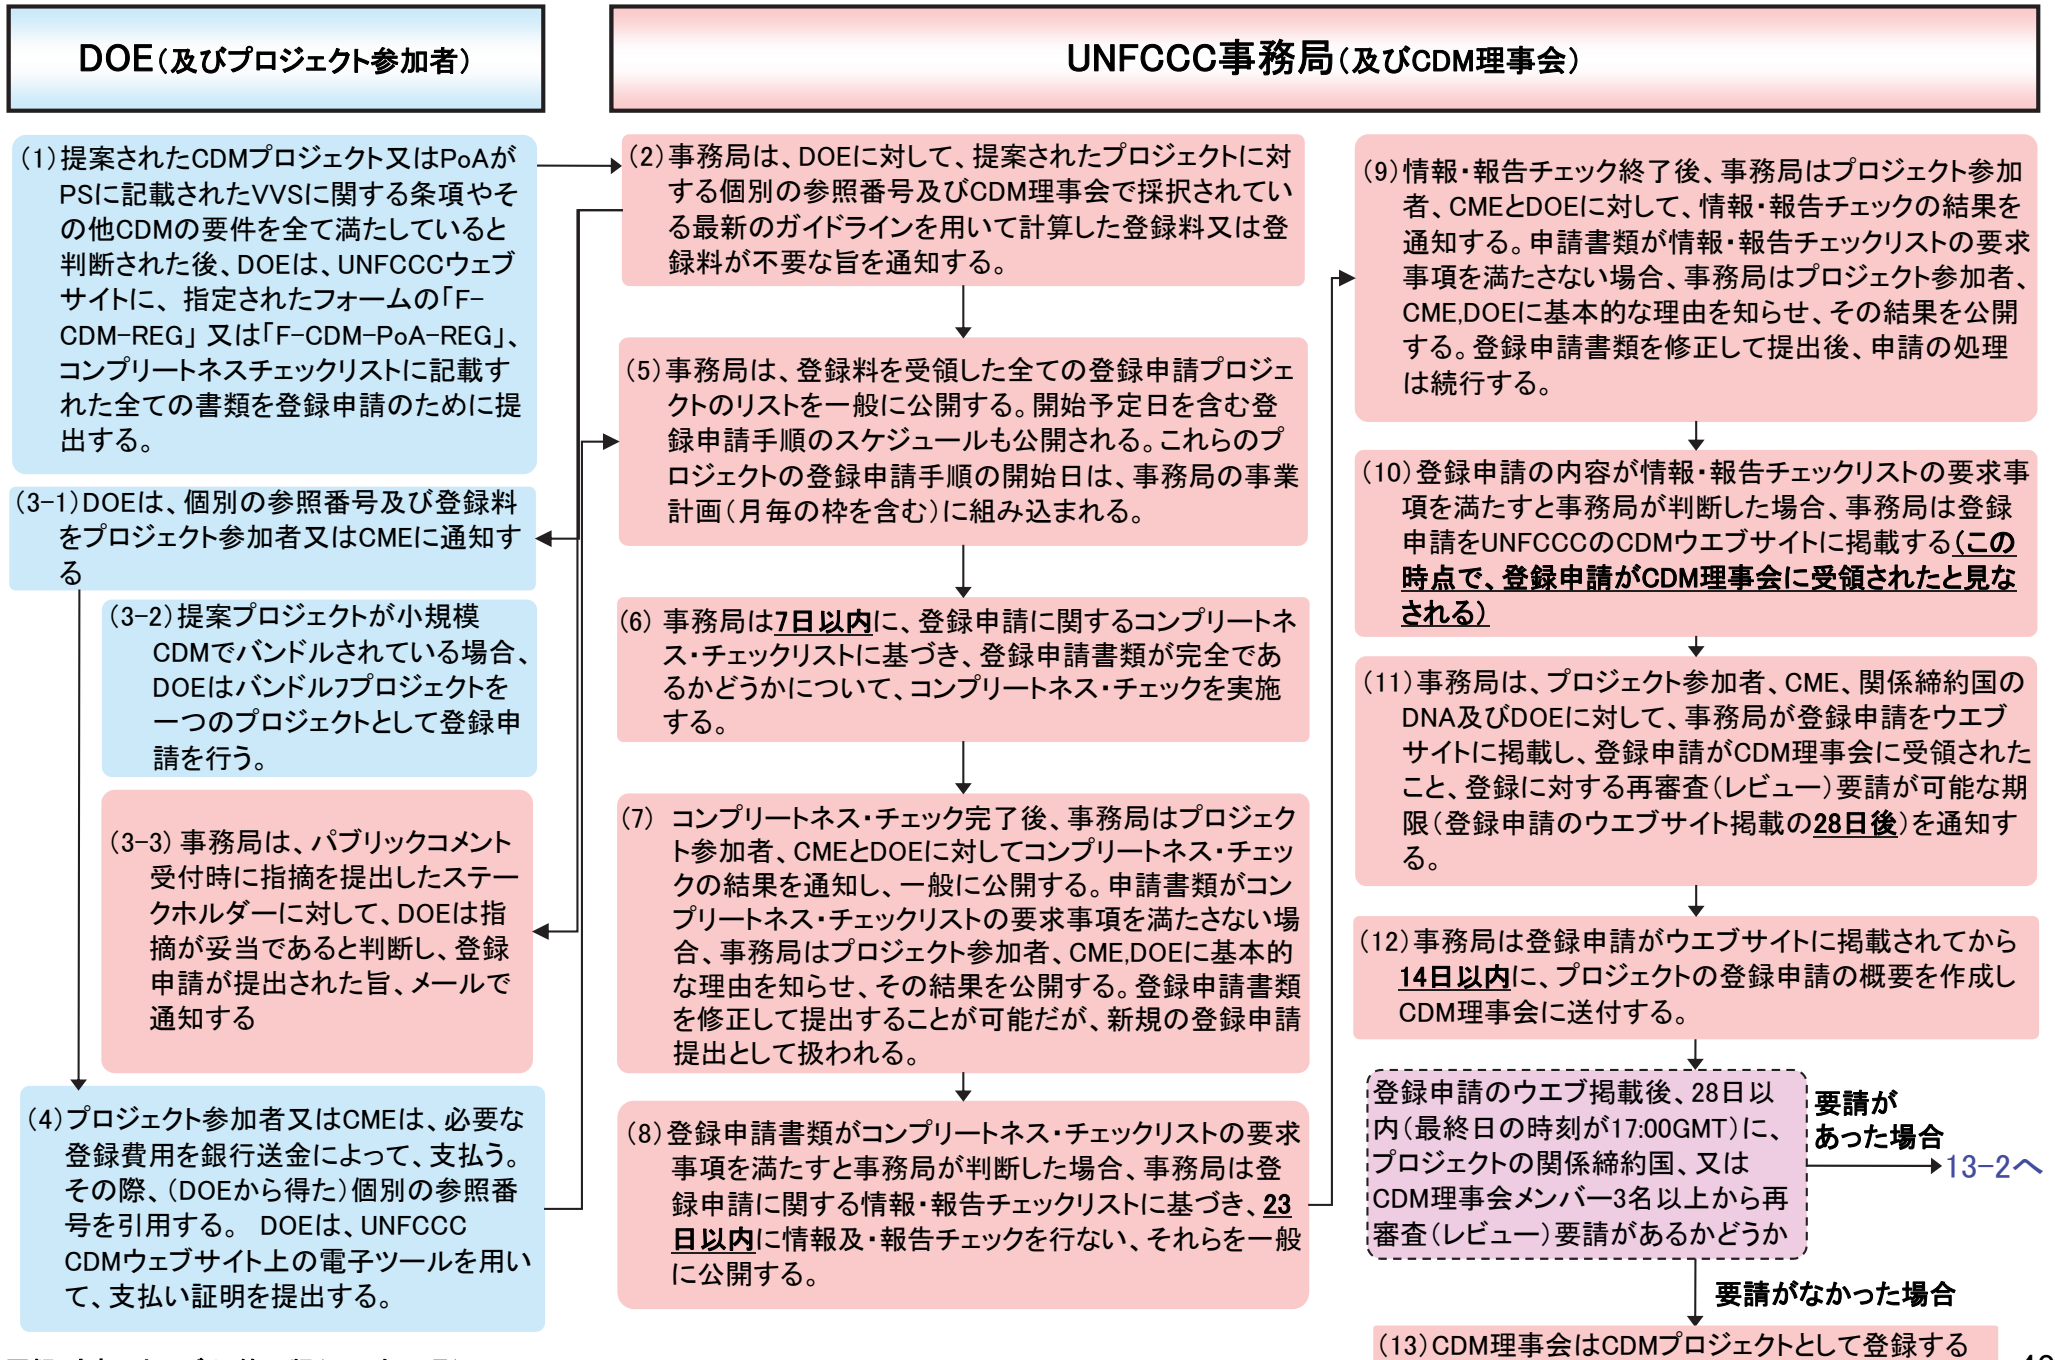 DOE（及びプロジェクト参加者）
UNFCCC事務局（及びCDM理事会）
（1）提案されたCDMプロジェクト又はPoAが
PSに記載されたVVSに関する条項やそ
の他CDMの要件を全て満たしていると
判断された後、DOEは、UNFCCCウェブ
サイトに、 指定されたフォームの「F-
CDM-REG」 又は「F-CDM-PoA-REG」、
コンプリートネスチェックリストに記載す
れた全ての書類を登録申請のために提
出する。
（3-1）DOEは、個別の参照番号及び登録料
をプロジェクト参加者又はCMEに通知す
る
（3-2）提案プロジェクトが小規模
CDMでバンドルされている場合、
DOEはバンドルﾌプロジェクトを
一つのプロジェクトとして登録申
請を行う。
（3-3） 事務局は、パブリックコメント
受付時に指摘を提出したステー
クホルダーに対して、DOEは指
摘が妥当であると判断し、登録
申請が提出された旨、メールで
通知する
（4）プロジェクト参加者又はCMEは、必要な
登録費用を銀行送金によって、支払う。
その際、（DOEから得た）個別の参照番
号を引用する。 DOEは、UNFCCC
CDMウェブサイト上の電子ツールを用い
て、支払い証明を提出する。
（2）事務局は、DOEに対して、提案されたプロジェクトに対
する個別の参照番号及びCDM理事会で採択されてい
る最新のガイドラインを用いて計算した登録料又は登
録料が不要な旨を通知する。
（5）事務局は、登録料を受領した全ての登録申請プロジェ
クトのリストを一般に公開する。開始予定日を含む登
録申請手順のスケジュールも公開される。これらのプ
ロジェクトの登録申請手順の開始日は、事務局の事業
計画（月毎の枠を含む）に組み込まれる。
（6） 事務局は7日以内に、登録申請に関するコンプリートネ
ス・チェックリストに基づき、登録申請書類が完全であ
るかどうかについて、コンプリートネス・チェックを実施
する。
（7） コンプリートネス・チェック完了後、事務局はプロジェク
ト参加者、CMEとDOEに対してコンプリートネス・チェッ
クの結果を通知し、一般に公開する。申請書類がコン
プリートネス・チェックリストの要求事項を満たさない場
合、事務局はプロジェクト参加者、CME,DOEに基本的
な理由を知らせ、その結果を公開する。登録申請書類
を修正して提出することが可能だが、新規の登録申請
提出として扱われる。
（8）登録申請書類がコンプリートネス・チェックリストの要求
事項を満たすと事務局が判断した場合、事務局は登
録申請に関する情報・報告チェックリストに基づき、23
日以内に情報及・報告チェックを行ない、それらを一般
に公開する。
（9）情報・報告チェック終了後、事務局はプロジェクト参加
者、CMEとDOEに対して、情報・報告チェックの結果を
通知する。申請書類が情報・報告チェックリストの要求
事項を満たさない場合、事務局はプロジェクト参加者、
CME,DOEに基本的な理由を知らせ、その結果を公開
する。登録申請書類を修正して提出後、申請の処理
は続行する。
（10）登録申請の内容が情報・報告チェックリストの要求事
項を満たすと事務局が判断した場合、事務局は登録
申請をUNFCCCのCDMウエブサイトに掲載する（この
時点で、登録申請がCDM理事会に受領されたと見な
される）
（11）事務局は、プロジェクト参加者、CME、関係締約国の
DNA及びDOEに対して、事務局が登録申請をウエブ
サイトに掲載し、登録申請がCDM理事会に受領された
こと、登録に対する再審査（レビュー）要請が可能な期
限（登録申請のウエブサイト掲載の28日後）を通知す
る。
（12）事務局は登録申請がウエブサイトに掲載されてから
14日以内に、プロジェクトの登録申請の概要を作成し
CDM理事会に送付する。
登録申請のウエブ掲載後、28日以
内（最終日の時刻が17:00GMT）に、
プロジェクトの関係締約国、又は
CDM理事会メンバー3名以上から再
審査（レビュー）要請があるかどうか
要請が
あった場合
13-2へ
要請がなかった場合
（13）CDM理事会はCDMプロジェクトとして登録する